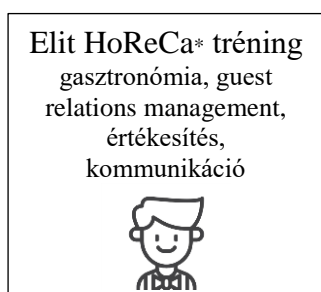 Elit HoReCa* tréning
gasztronómia, guest
relations management,
értékesítés,
kommunikáció